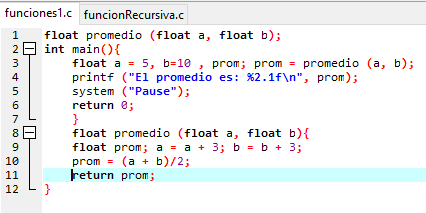 funciones1.c funcionRecursiva.c
1 float promedio (float a, float b);
2 int main(){
3 float a = 5, b=10 , prom; prom = promedio (a, b);
4 printf ("El promedio es: %2.1f\n", prom);
5 system ("Pause");
6 return 0;
7 }
8 float promedio (float a, float b){
9 float prom; a = a + 3; b = b + 3;
10 prom = (a + b)/2;
11 return prom;
12 }